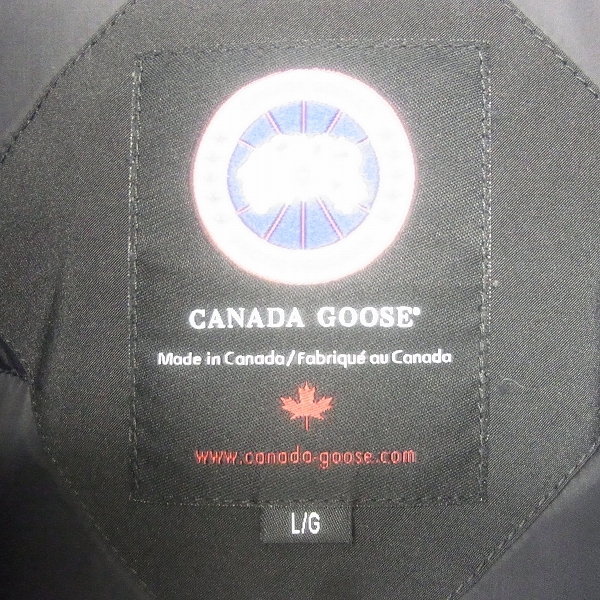 CANADA GOOSE®
Made in Canada/Fabriqué au Canada
www.canada-goose.com
L/G